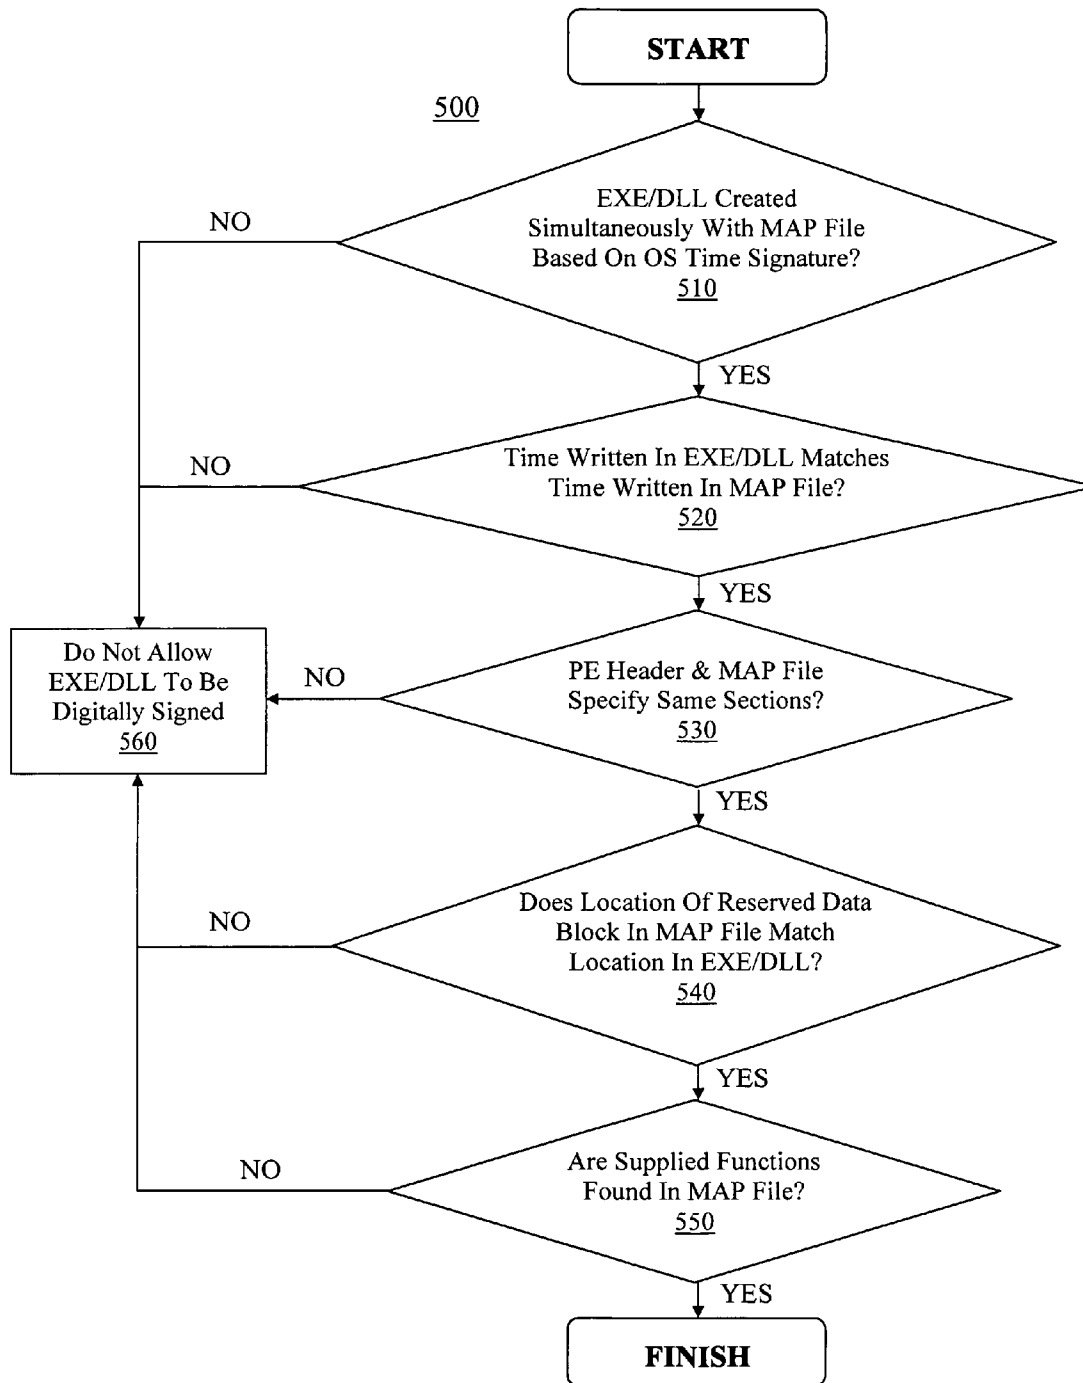 START
500
EXE/DLL Created
Simultaneously With MAP File
Based On OS Time Signature?
510
NO
YES
Time Written In EXE/DLL Matches
Time Written In MAP File?
520
NO
YES
PE Header & MAP File
Specify Same Sections?
530
NO
Do Not Allow
EXE/DLL To Be
Digitally Signed
560
YES
Does Location Of Reserved Data
Block In MAP File Match
Location In EXE/DLL?
540
NO
YES
Are Supplied Functions
Found In MAP File?
550
NO
YES
FINISH